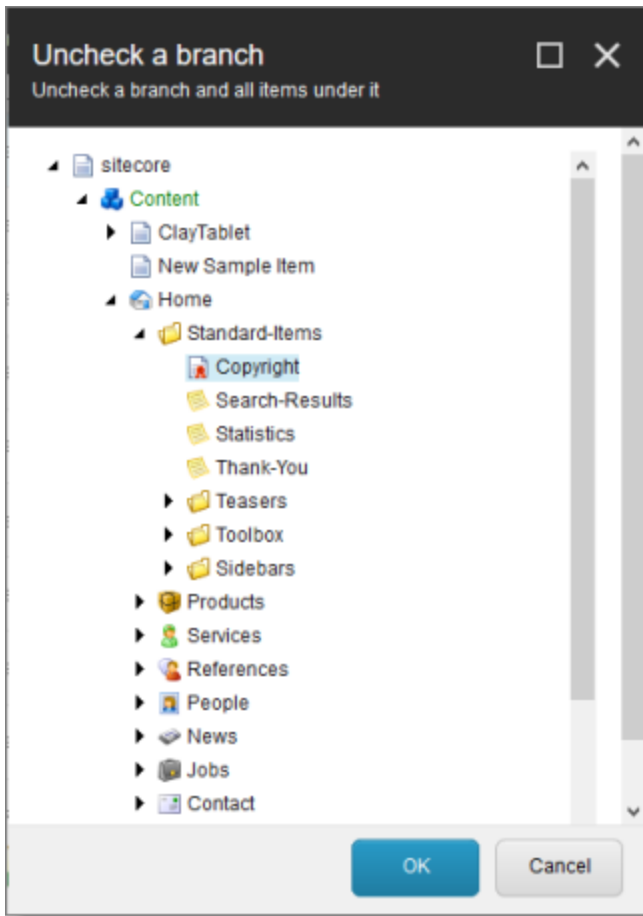 Uncheck a branch
Uncheck a branch and all items under it
sitecore
Content
ClayTablet
New Sample Item
Home
Standard-Items
Copyright
Search-Results
Statistics
Thank-You
Teasers
Toolbox
Sidebars
Products
Services
References
People
News
Jobs
Contact
OK
Cancel